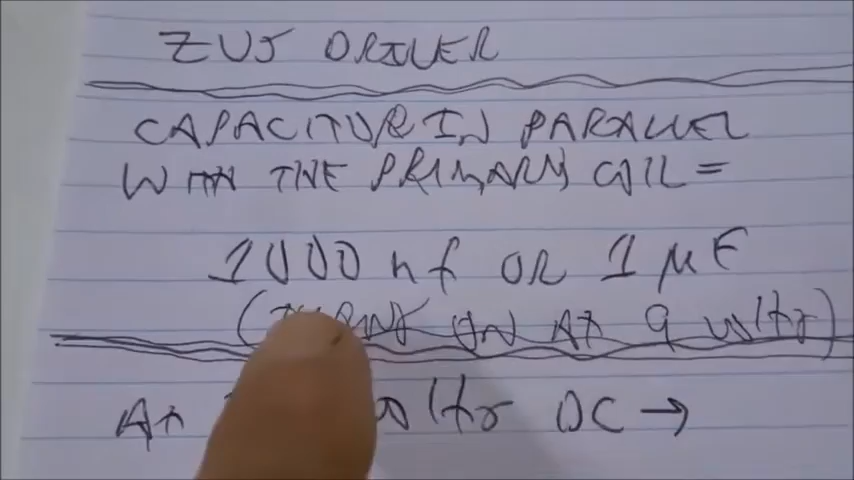 ZVS DRIVER
CAPACITOR IN PARALLEL
WITH THE PRIMARY COIL =
1000 nf OR 1 µF
( ON AT 9 volts)
At volts DC →